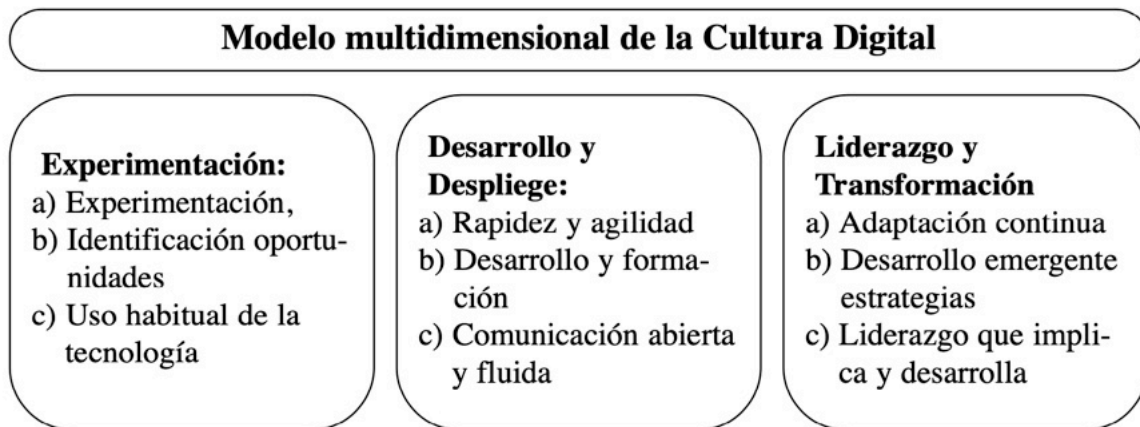 Modelo multidimensional de la Cultura Digital
Experimentación:
a) Experimentación,
b) Identificación oportu-
nidades
c) Uso habitual de la
tecnología
Desarrollo y
Despliege:
a) Rapidez y agilidad
b) Desarrollo y forma-
ción
c) Comunicación abierta
y fluida
Liderazgo y
Transformación
a) Adaptación continua
b) Desarrollo emergente
estrategias
c) Liderazgo que impli-
ca y desarrolla